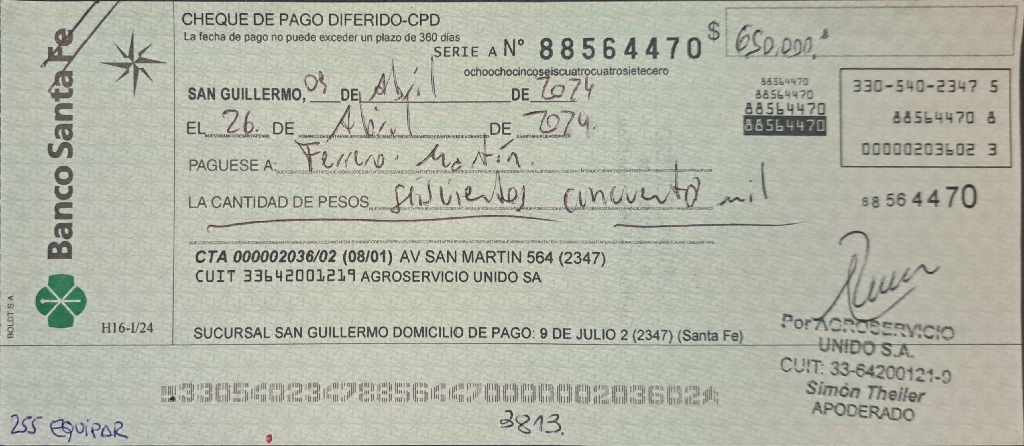 Banco Santa Fe
BOLDT S.A
H16-I/24
CHEQUE DE PAGO DIFERIDO-CPD
La fecha de pago no puede exceder un plazo de 360 días
SERIE A Nº 88564470 $ 650.000,
ochoochocincoseiscuatrocuatrosietecero
SAN GUILLERMO, 09 DE Abril DE 2024
EL 26. DE Abril DE 2024.
PAGUESE A: Ferrero Martín.
LA CANTIDAD DE PESOS seiscientos cincuenta mil
88564470
88564470
88564470
88564470
330-540-2347 5
88564470 8
00000203602 3
88564470
CTA 000002036/02 (08/01) AV SAN MARTIN 564 (2347)
CUIT 33642001219 AGROSERVICIO UNIDO SA
SUCURSAL SAN GUILLERMO DOMICILIO DE PAGO: 9 DE JULIO 2 (2347) (Santa Fe)
Por AGROSERVICIO
UNIDO S.A.
CUIT: 33-64200121-9
Simón Theiler
APODERADO
33054023478856447000000203602
255 EQUIPAR
3813.